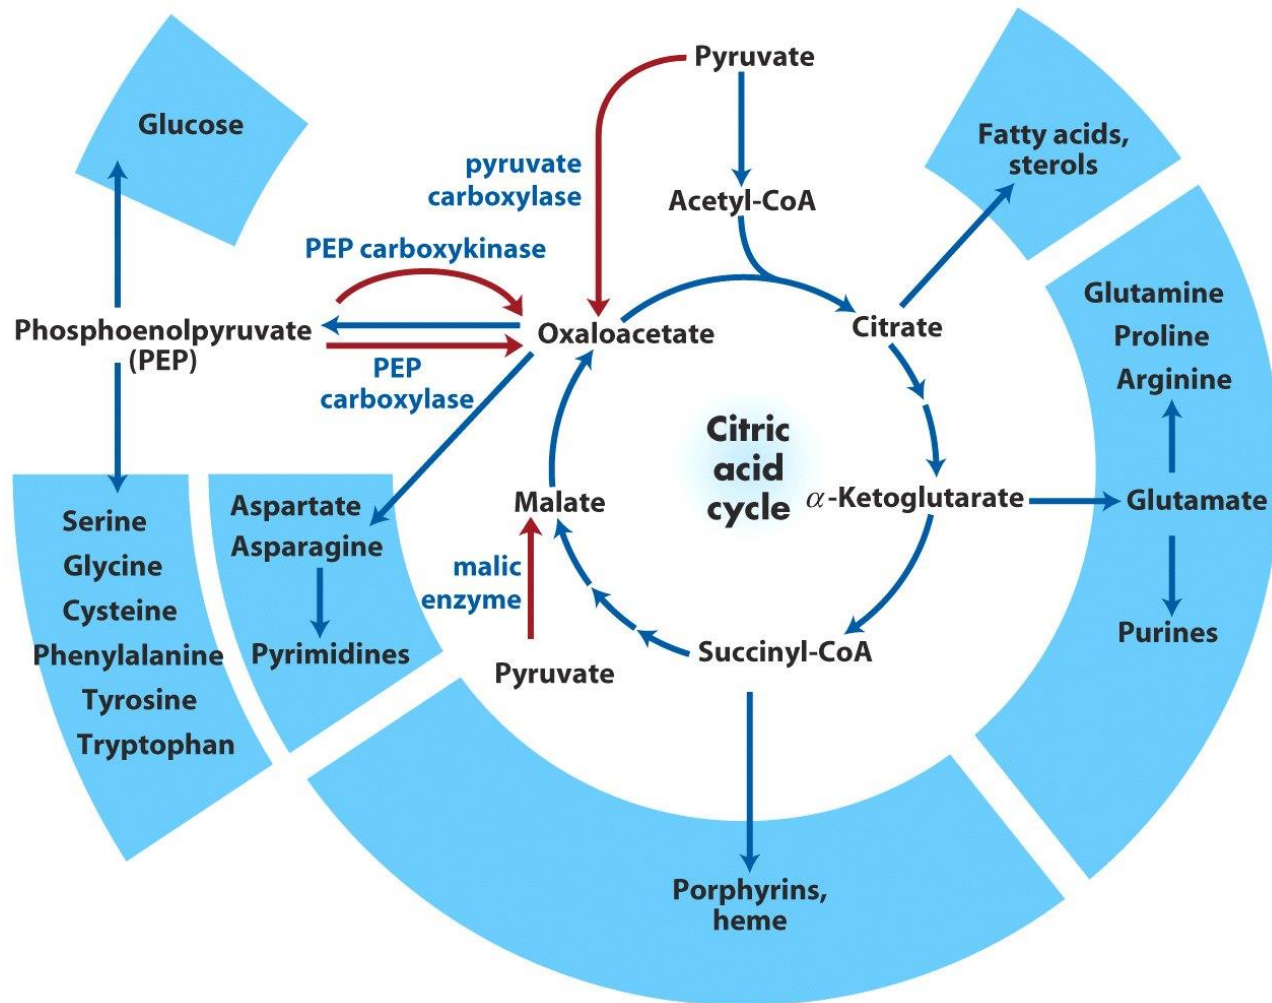 Pyruvate
Glucose
Fatty acids,
sterols
pyruvate
carboxylase
Acetyl-CoA
PEP carboxykinase
Glutamine
Phosphoenolpyruvate
(PEP)
Oxaloacetate
Citrate
Proline
Arginine
PEP
carboxylase
Citric
acid
cycle
Aspartate
Asparagine
Malate
α-Ketoglutarate
Glutamate
Serine
Glycine
Cysteine
Phenylalanine
Tyrosine
Tryptophan
malic
enzyme
Pyrimidines
Pyruvate
Succinyl-CoA
Purines
Porphyrins,
heme